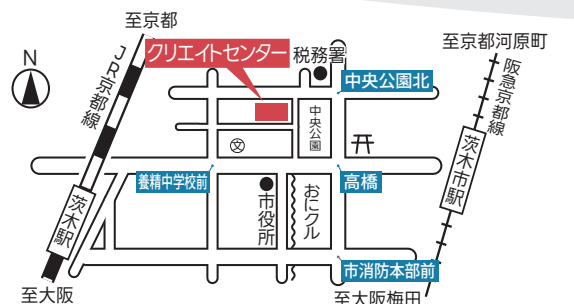 至京都
クリエイトセンター
税務署
至京都河原町
N
JR京都線
中央公園北
阪急京都線
中央公園
文
養精中学校前
高橋
茨木駅
茨木市駅
市役所
おにクル
市消防本部前
至大阪
至大阪梅田